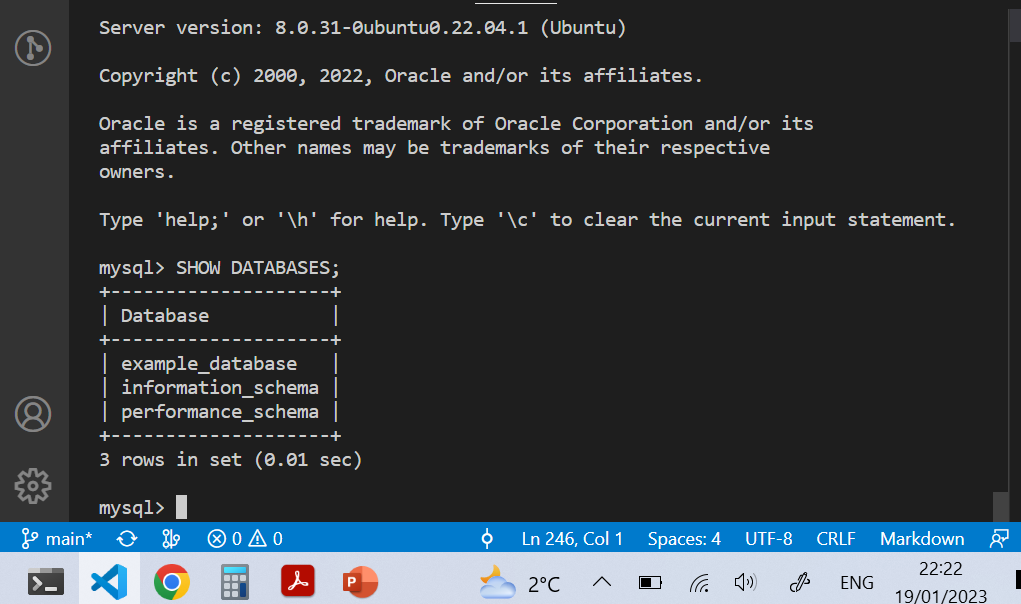 Server version: 8.0.31-0ubuntu0.22.04.1 (Ubuntu)
Copyright (c) 2000, 2022, Oracle and/or its affiliates.
Oracle is a registered trademark of Oracle Corporation and/or its
affiliates. Other names may be trademarks of their respective
owners.
Type 'help;' or '\h' for help. Type '\c' to clear the current input statement.
mysql> SHOW DATABASES;
+--------------------+
| Database           |
+--------------------+
| example_database   |
| information_schema |
| performance_schema |
+--------------------+
3 rows in set (0.01 sec)
mysql>
main* 0 0 Ln 246, Col 1 Spaces: 4 UTF-8 CRLF Markdown
P 2°C ENG 22:22
19/01/2023